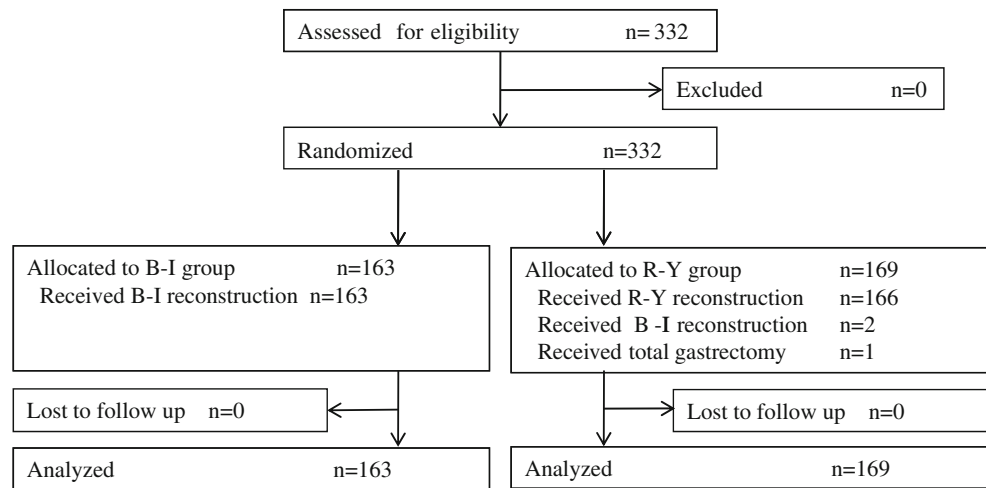 Assessed for eligibility n= 332
Excluded n=0
Randomized n=332
Allocated to B-I group n=163
Received B-I reconstruction n=163
Allocated to R-Y group n=169
Received R-Y reconstruction n=166
Received B -I reconstruction n=2
Received total gastrectomy n=1
Lost to follow up n=0
Lost to follow up n=0
Analyzed n=163
Analyzed n=169